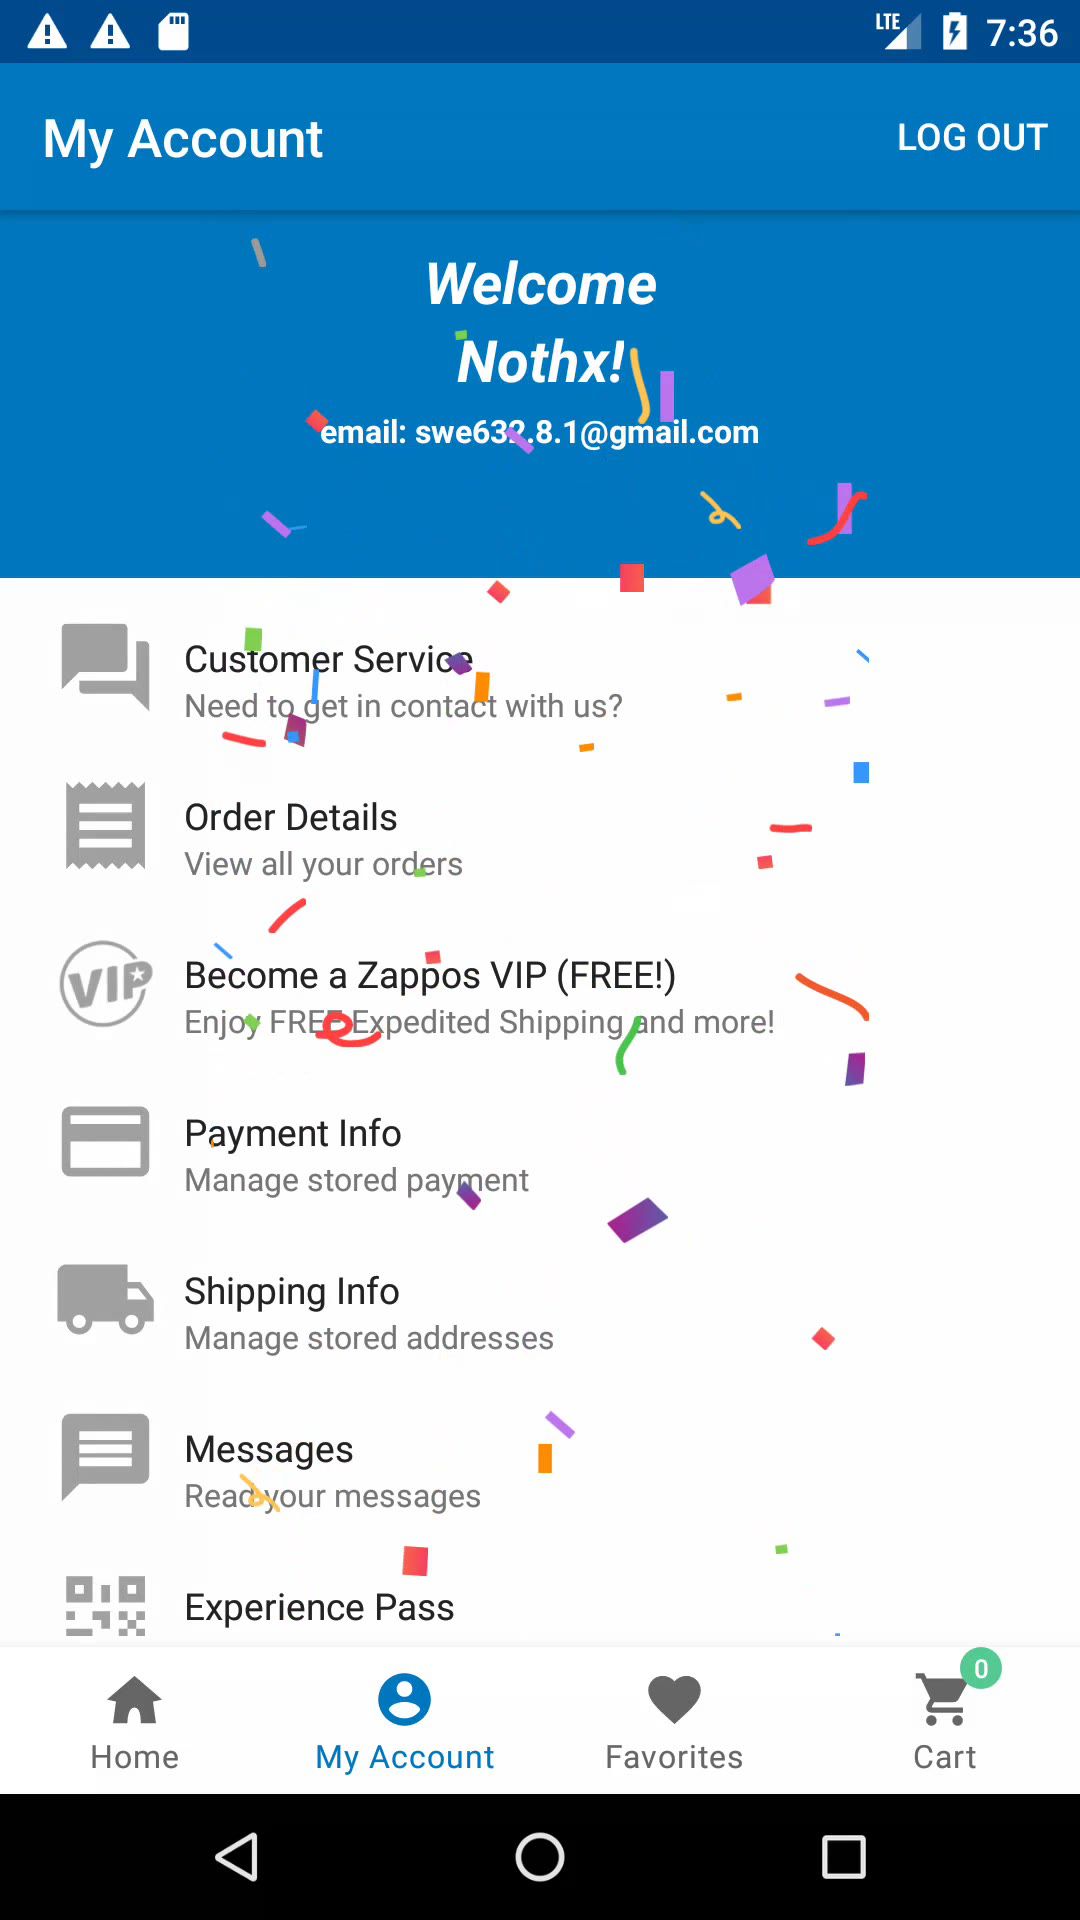 LTE 7:36
My Account LOG OUT
Welcome
Nothx!
email: swe632.8.1@gmail.com
Customer Service
Need to get in contact with us?
Order Details
View all your orders
VIP
Become a Zappos VIP (FREE!)
Enjoy FREE Expedited Shipping and more!
Payment Info
Manage stored payment
Shipping Info
Manage stored addresses
Messages
Read your messages
Experience Pass
0
Home My Account Favorites Cart